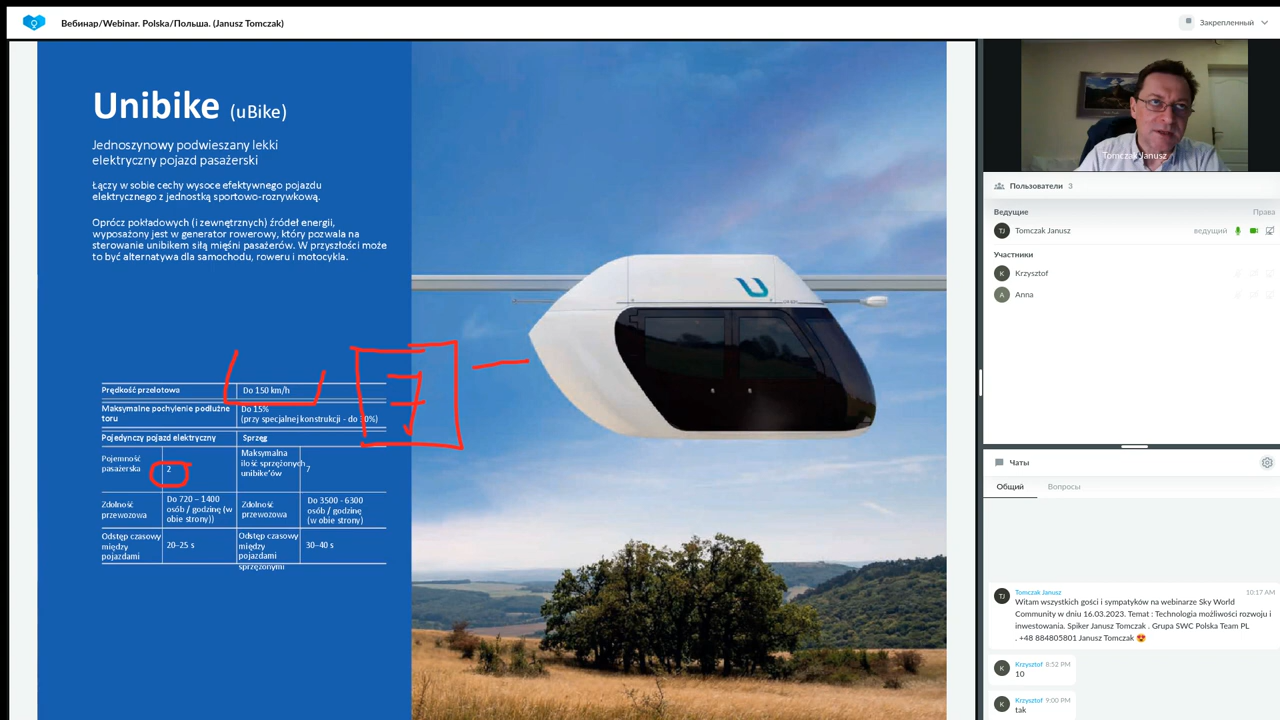 Вебинар/Webinar. Polska/Польша. (Janusz Tomczak)
Закрепленный
Unibike (uBike)
Jednoszynowy podwieszany lekki
elektryczny pojazd pasażerski
Łączy w sobie cechy wysoce efektywnego pojazdu
elektrycznego z jednostką sportowo-rozrywkową.
Oprócz pokładowych (i zewnętrznych) źródeł energii,
wyposażony jest w generator rowerowy, który pozwala na
sterowanie unibikem siłą mięśni pasażerów. W przyszłości może
to być alternatywa dla samochodu, roweru i motocykla.
Prędkość przelotowa
Do 150 km/h
Maksymalne pochylenie podłużne
toru
Do 15%
(przy specjalnej konstrukcji - do 30%)
Pojedynczy pojazd elektryczny
Sprzęg
Pojemność
pasażerska
2
Maksymalna
ilość sprzężonych
unibike'ów
7
Zdolność
przewozowa
Do 720 – 1400
osób / godzinę (w
obie strony))
Zdolność
przewozowa
Do 3500 - 6300
osób / godzinę
(w obie strony)
Odstęp czasowy
między
pojazdami
20–25 s
Odstęp czasowy
między
pojazdami
sprzężonymi
30–40 s
7
Tomczak Janusz
Пользователи 3
Ведущие
Права
TJ Tomczak Janusz ведущий
Участники
K Krzysztof
A Anna
Чаты
Общий Вопросы
TJ Tomczak Janusz 10:17 AM
Witam wszystkich gości i sympatyków na webinarze Sky World
Community w dniu 16.03.2023. Temat : Technologia możliwości rozwoju i
inwestowania. Spiker Janusz Tomczak . Grupa SWC Polska Team PL
. +48 884805801 Janusz Tomczak 😍
K Krzysztof 8:52 PM
10
K Krzysztof 9:00 PM
tak